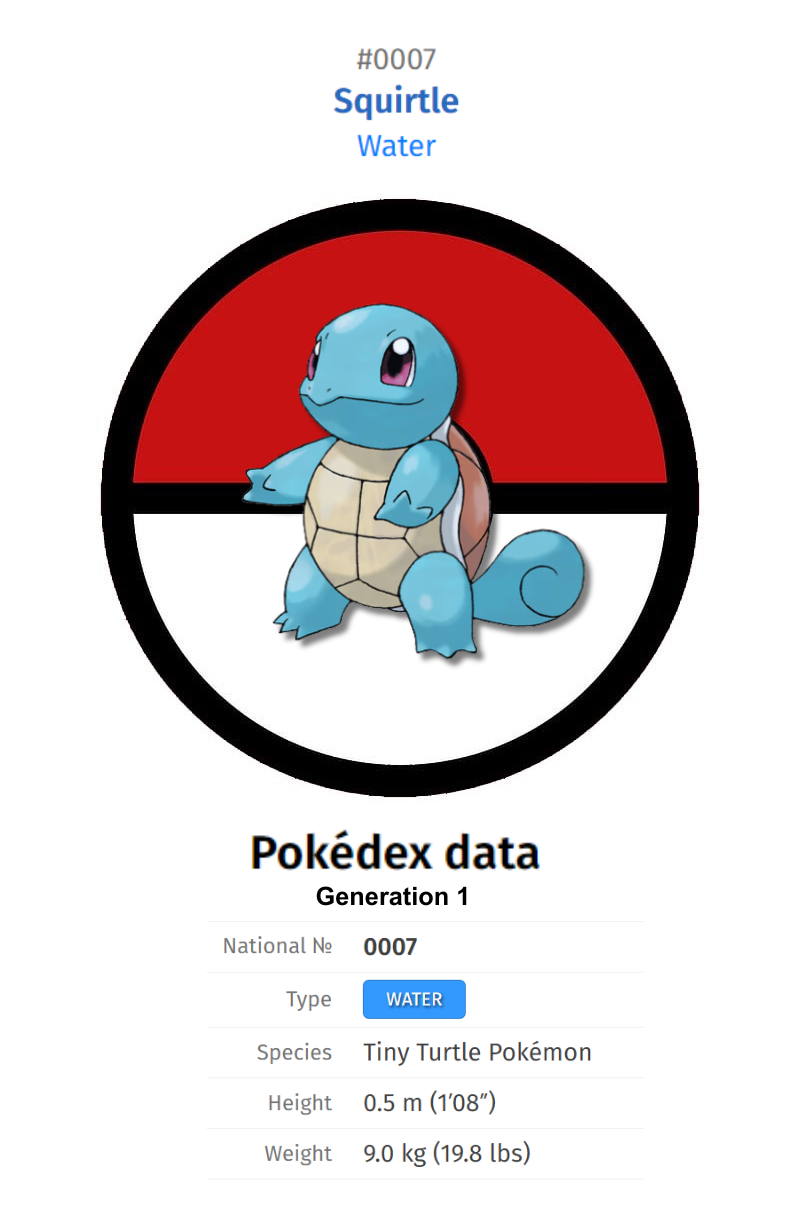 #0007
Squirtle
Water
Pokédex data
Generation 1
National № 0007
Type WATER
Species Tiny Turtle Pokémon
Height 0.5 m (1′08″)
Weight 9.0 kg (19.8 lbs)